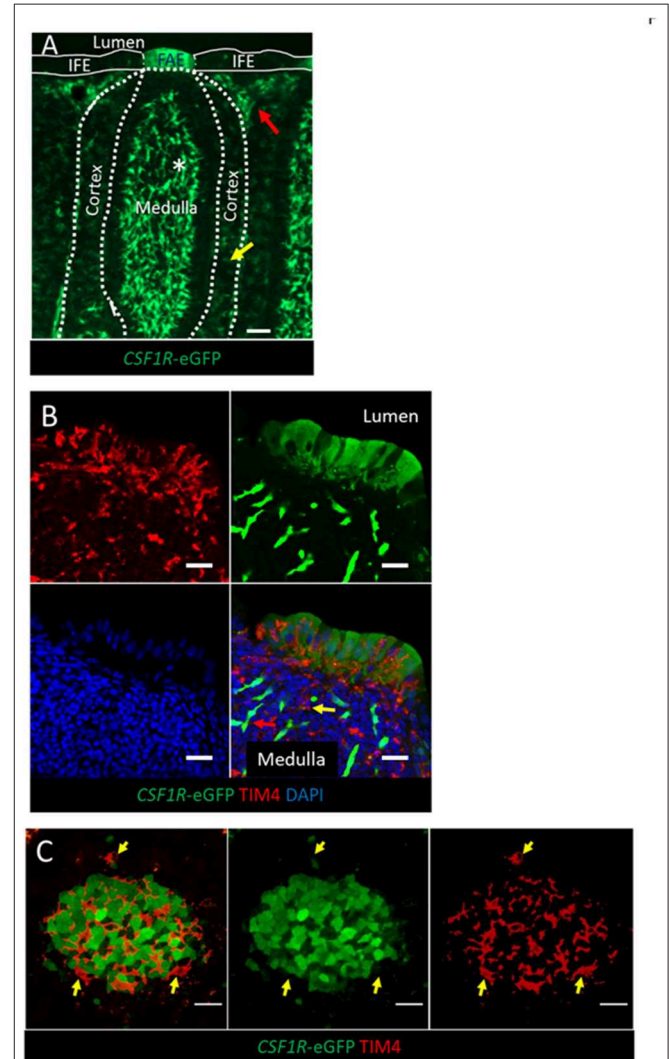 A
Lumen
IFE
FAE
IFE
Cortex
*
Medulla
Cortex
CSF1R-eGFP
B
Lumen
Medulla
CSF1R-eGFP TIM4 DAPI
C
CSF1R-eGFP TIM4